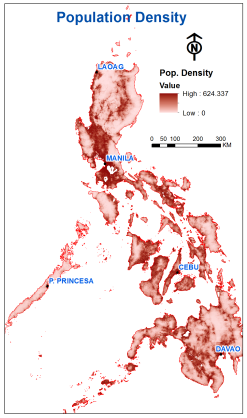 Population Density
N
LAOAG
Pop. Density
Value
High : 624.337
Low : 0
0 50 100 200 300
KM
MANILA
CEBU
P. PRINCESA
DAVAO